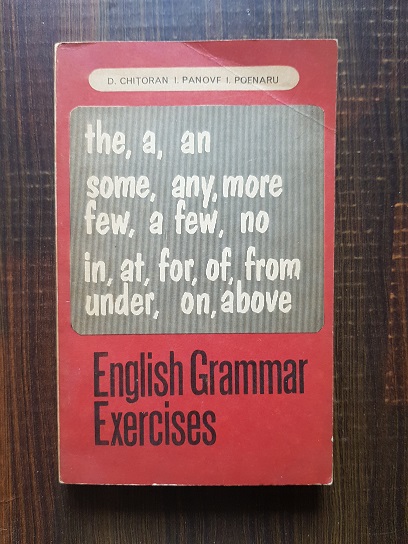 D. CHIȚORAN I. PANOVF I. POENARU
the, a, an
some, any, more
few, a few, no
in, at, for, of, from
under, on, above
English Grammar
Exercises